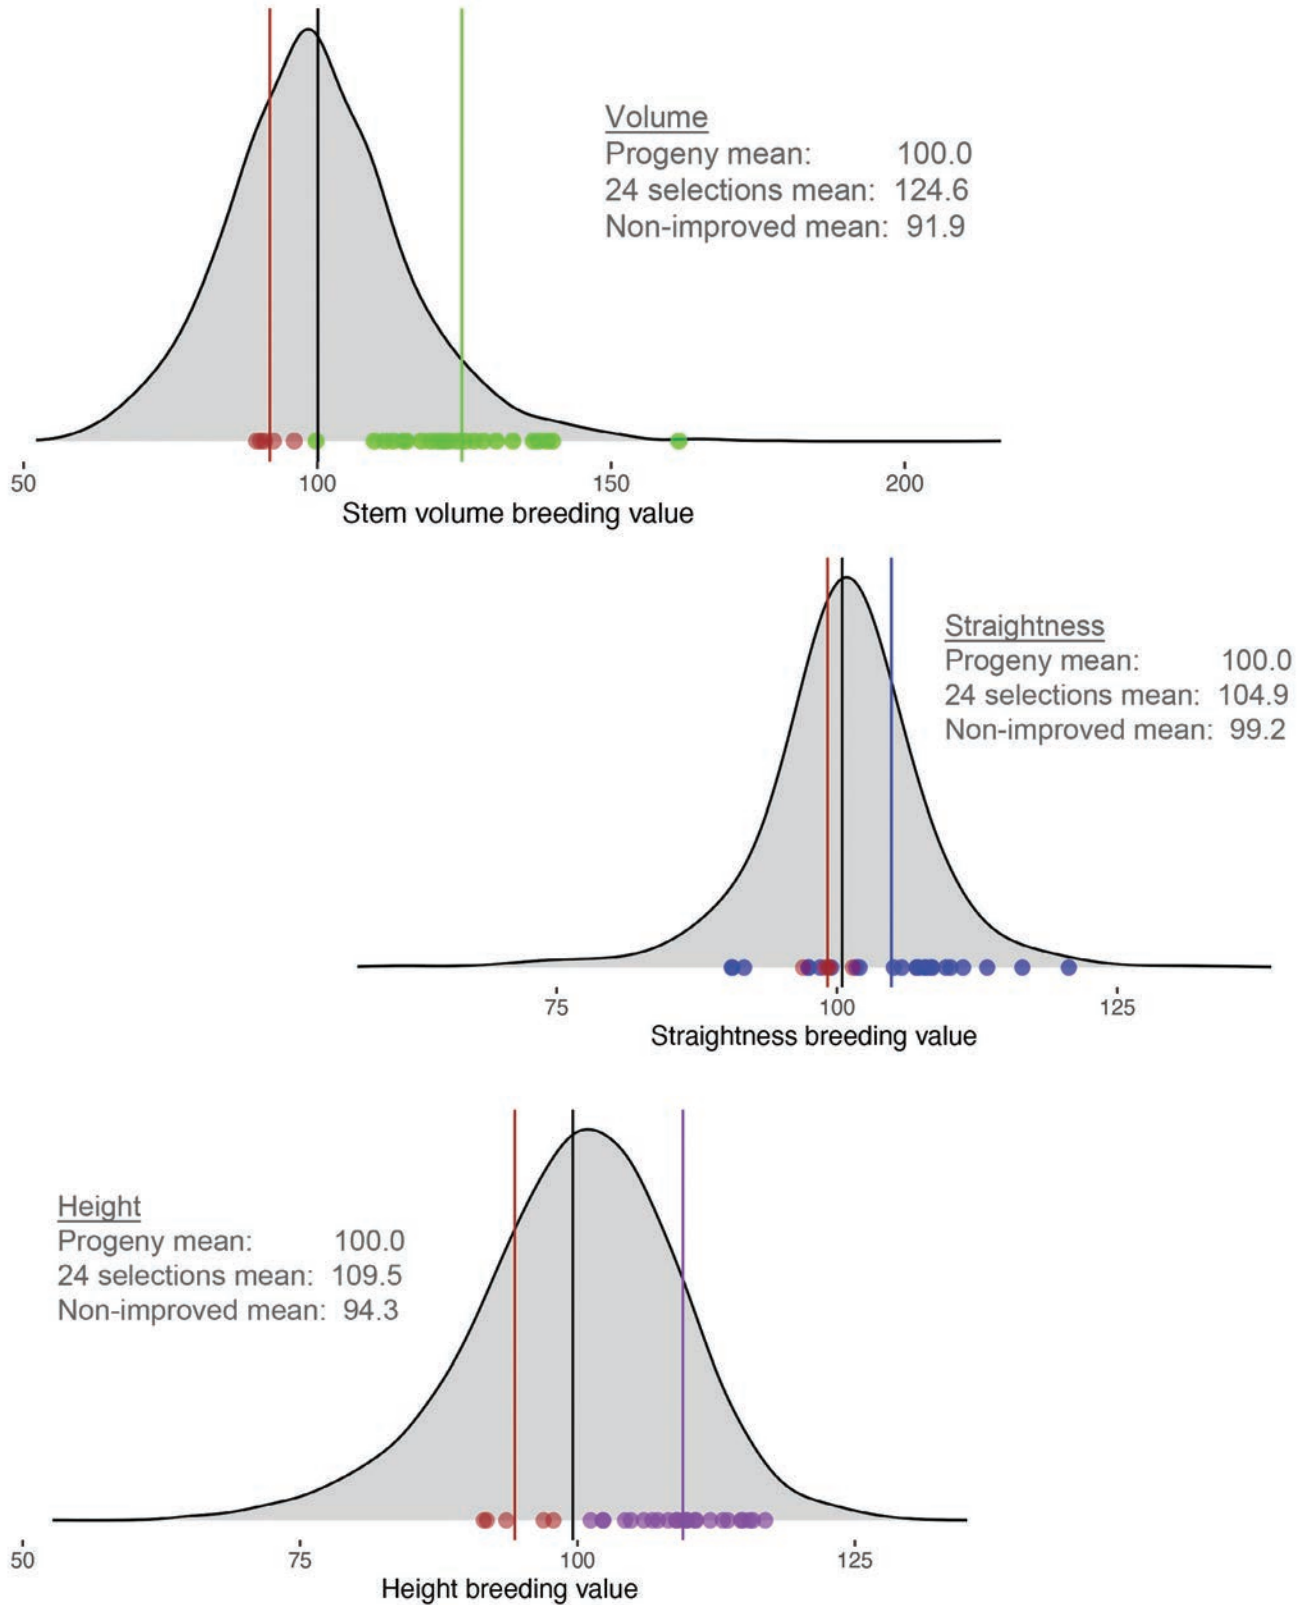 Volume
Progeny mean: 100.0
24 selections mean: 124.6
Non-improved mean: 91.9
50 100 150 200
Stem volume breeding value
Straightness
Progeny mean: 100.0
24 selections mean: 104.9
Non-improved mean: 99.2
75 100 125
Straightness breeding value
Height
Progeny mean: 100.0
24 selections mean: 109.5
Non-improved mean: 94.3
50 75 100 125
Height breeding value